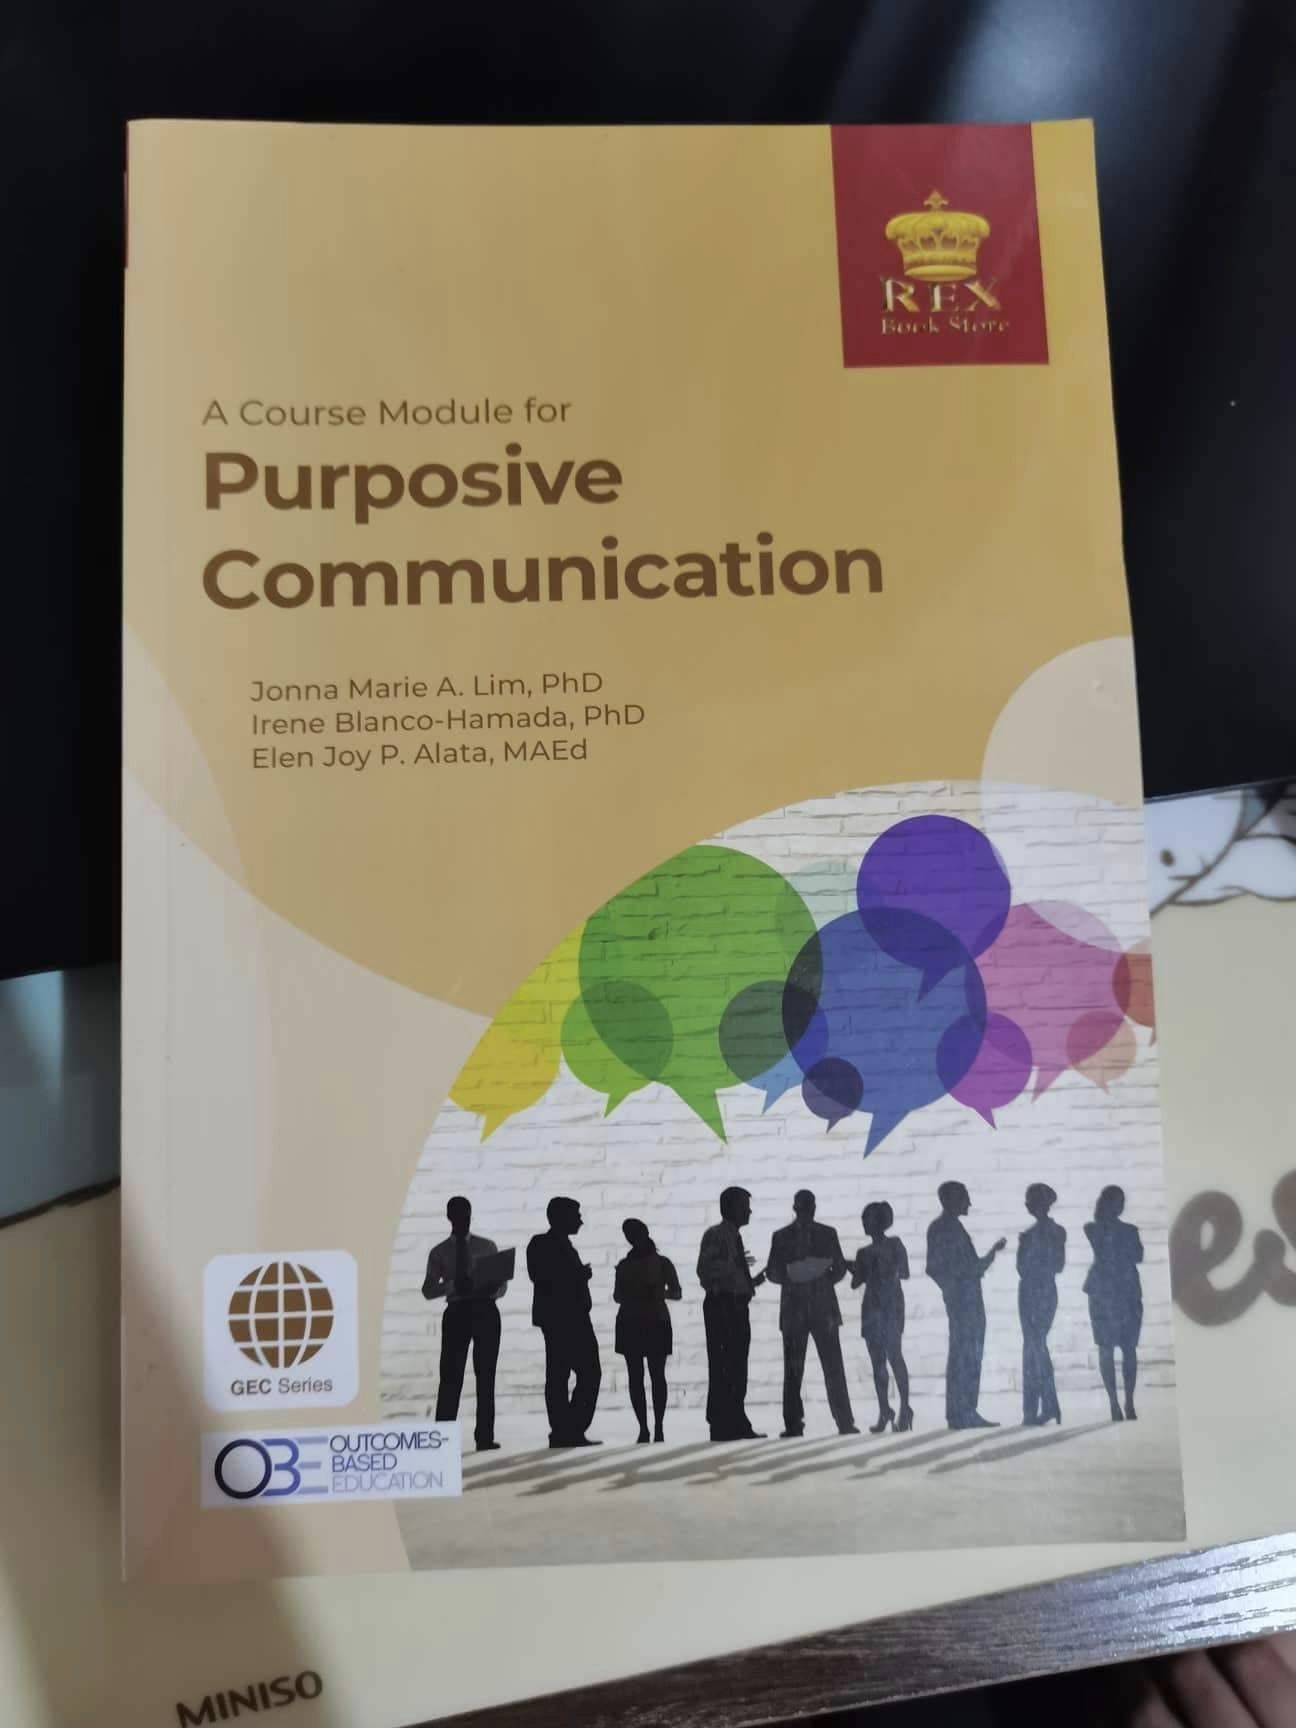 REX
Book Store
A Course Module for
Purposive
Communication
Jonna Marie A. Lim, PhD
Irene Blanco-Hamada, PhD
Elen Joy P. Alata, MAEd
GEC Series
OBE OUTCOMES-
BASED
EDUCATION
MINISO